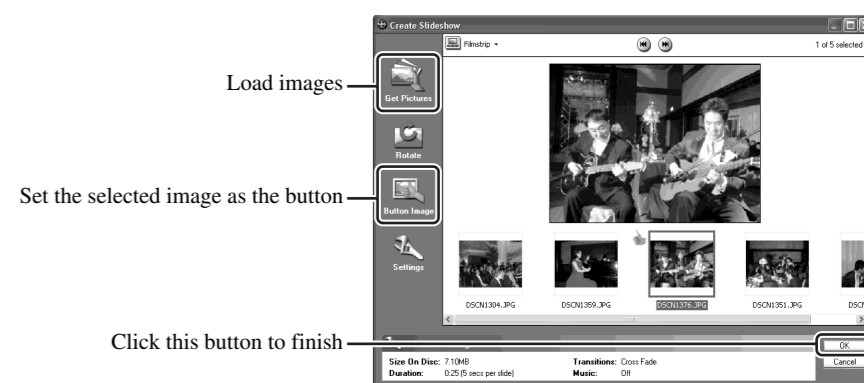 Create Slideshow
Filmstrip
1 of 5 selected
Load images
Get Pictures
Rotate
Set the selected image as the button
Button Image
Settings
DSCN1304.JPG
DSCN1359.JPG
DSCN1376.JPG
DSCN1351.JPG
DSCN
Click this button to finish
OK
Cancel
Size On Disc: 7.10MB
Transitions: Cross Fade
Duration: 0:25 (5 secs per slide)
Music: Off